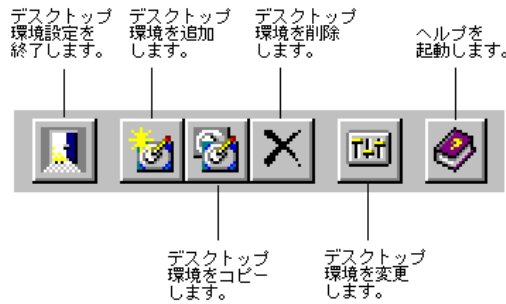 デスクトップ
環境設定を
終了します。
デスクトップ
環境を追加
します。
デスクトップ
環境を削除
します。
ヘルプを
起動します。
デスクトップ
環境をコピー
します。
デスクトップ
環境を変更
します。